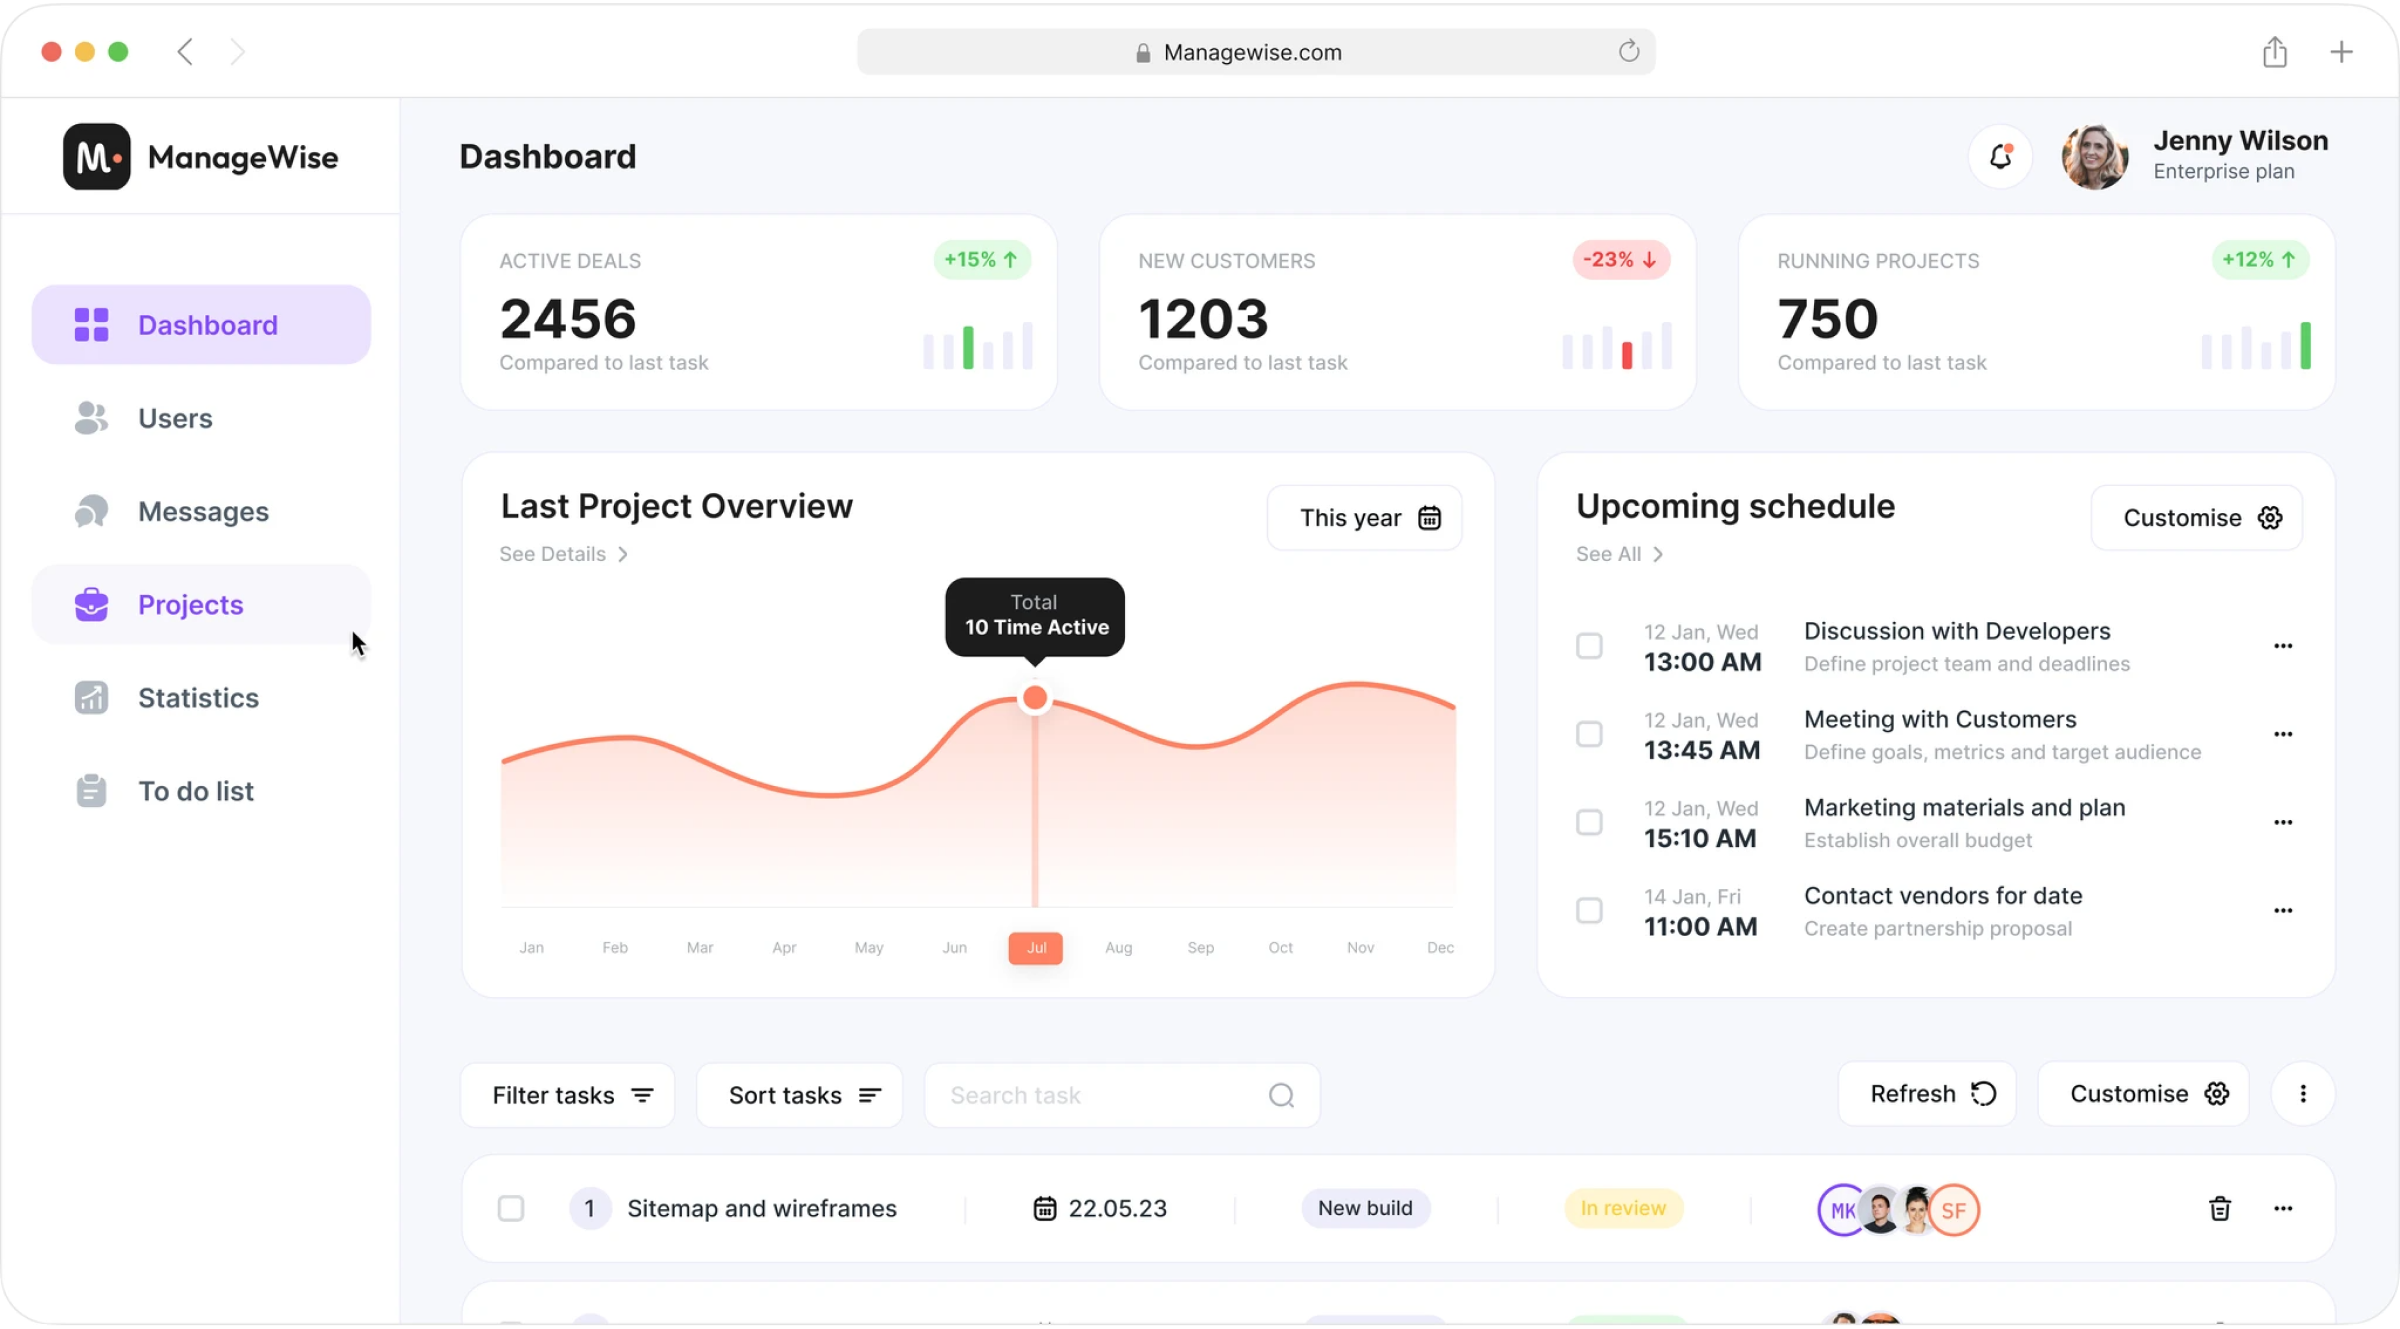 Managewise.com
M.
ManageWise
Dashboard
Users
Messages
Projects
Statistics
To do list
Dashboard
Jenny Wilson
Enterprise plan
ACTIVE DEALS
+15% ↑
2456
Compared to last task
NEW CUSTOMERS
-23% ↓
1203
Compared to last task
RUNNING PROJECTS
+12% ↑
750
Compared to last task
Last Project Overview
See Details >
This year
Total
10 Time Active
Jan Feb Mar Apr May Jun Jul Aug Sep Oct Nov Dec
Upcoming schedule
See All >
Customise
12 Jan, Wed
13:00 AM
Discussion with Developers
Define project team and deadlines
12 Jan, Wed
13:45 AM
Meeting with Customers
Define goals, metrics and target audience
12 Jan, Wed
15:10 AM
Marketing materials and plan
Establish overall budget
14 Jan, Fri
11:00 AM
Contact vendors for date
Create partnership proposal
Filter tasks
Sort tasks
Search task
Refresh
Customise
1 Sitemap and wireframes 22.05.23 New build In review MK SF